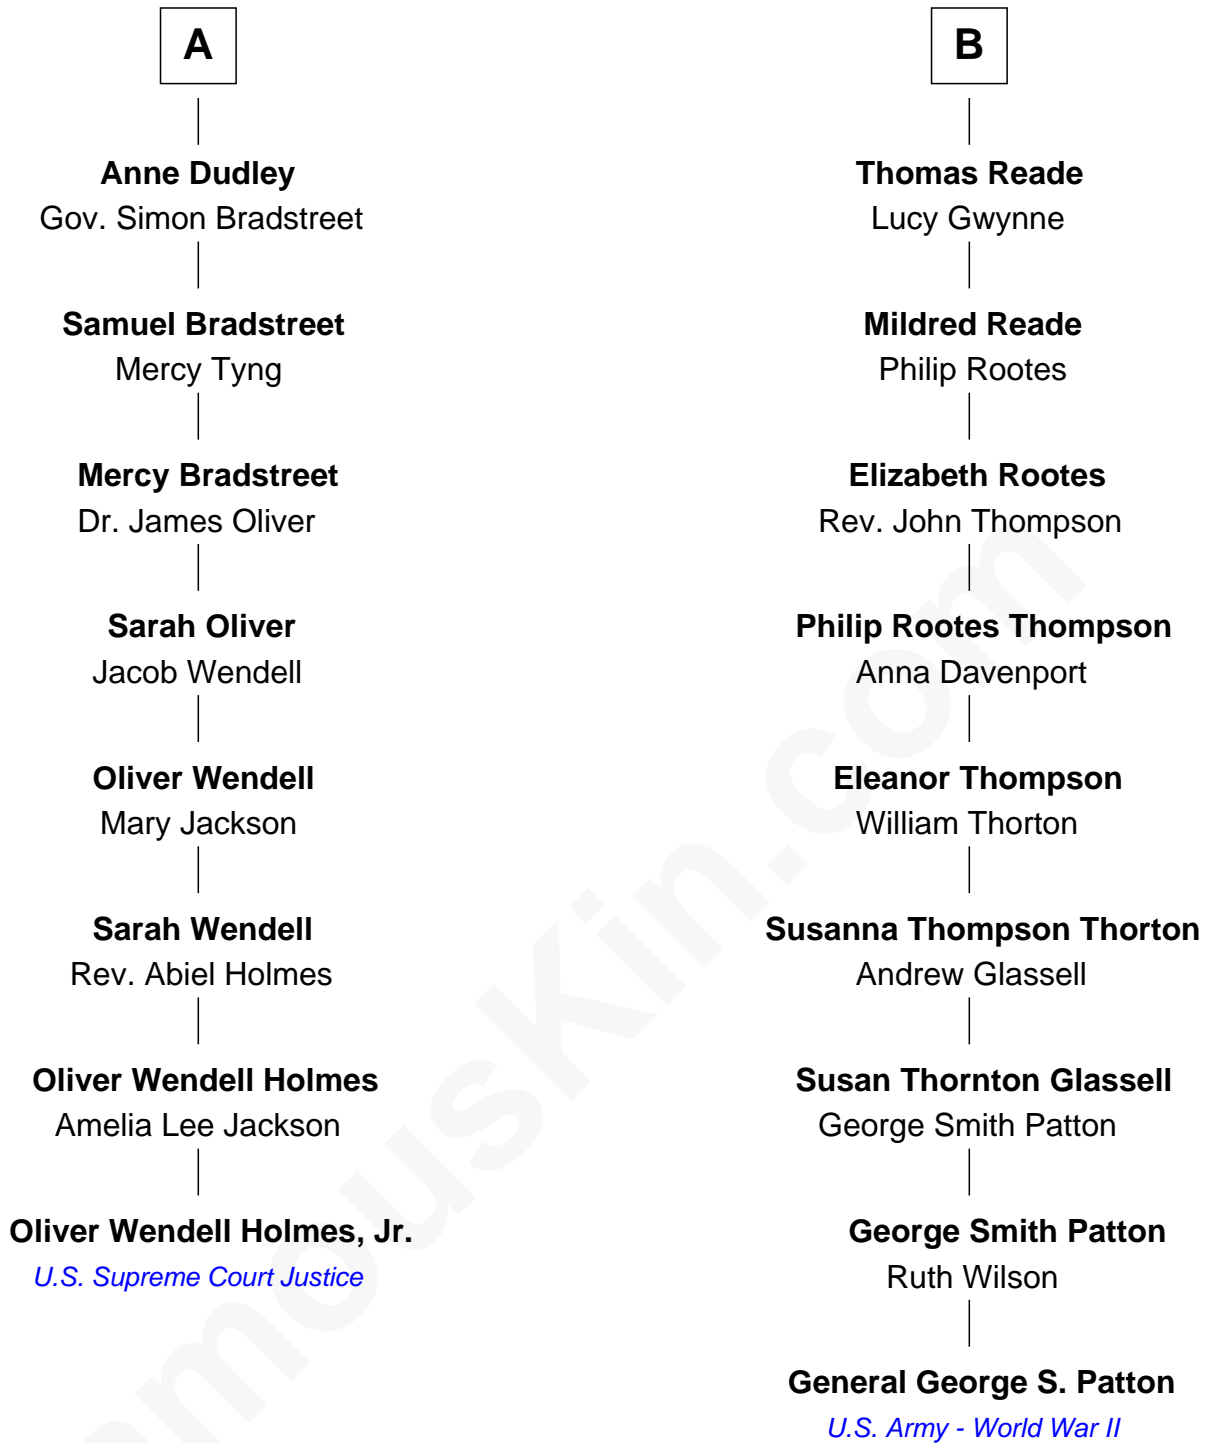 A
Anne Dudley
Gov. Simon Bradstreet
Samuel Bradstreet
Mercy Tyng
Mercy Bradstreet
Dr. James Oliver
Sarah Oliver
Jacob Wendell
Oliver Wendell
Mary Jackson
Sarah Wendell
Rev. Abiel Holmes
Oliver Wendell Holmes
Amelia Lee Jackson
Oliver Wendell Holmes, Jr.
U.S. Supreme Court Justice
B
Thomas Reade
Lucy Gwynne
Mildred Reade
Philip Rootes
Elizabeth Rootes
Rev. John Thompson
Philip Rootes Thompson
Anna Davenport
Eleanor Thompson
William Thorton
Susanna Thompson Thorton
Andrew Glassell
Susan Thornton Glassell
George Smith Patton
George Smith Patton
Ruth Wilson
General George S. Patton
U.S. Army - World War II
amouskin.com